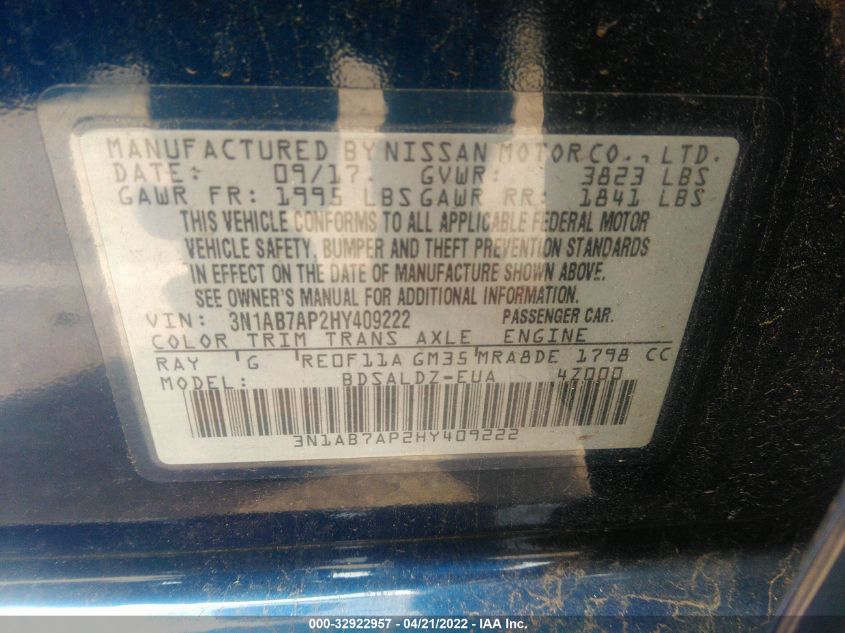 MANUFACTURED BY NISSAN MOTOR CO., LTD.
DATE: 09/17 GVWR: 3823 LBS
GAWR FR: 1995 LBS GAWR RR: 1841 LBS
THIS VEHICLE CONFORMS TO ALL APPLICABLE FEDERAL MOTOR
VEHICLE SAFETY, BUMPER AND THEFT PREVENTION STANDARDS
IN EFFECT ON THE DATE OF MANUFACTURE SHOWN ABOVE.
SEE OWNER'S MANUAL FOR ADDITIONAL INFORMATION.
VIN: 3N1AB7AP2HY409222 PASSENGER CAR.
COLOR TRIM TRANS AXLE ENGINE
RAY G RE0F11A GM35 MRA8DE 1798 CC
MODEL: BDSALDZ-EUA 4Z000
3N1AB7AP2HY409222
000-32922957 - 04/21/2022 - IAA Inc.